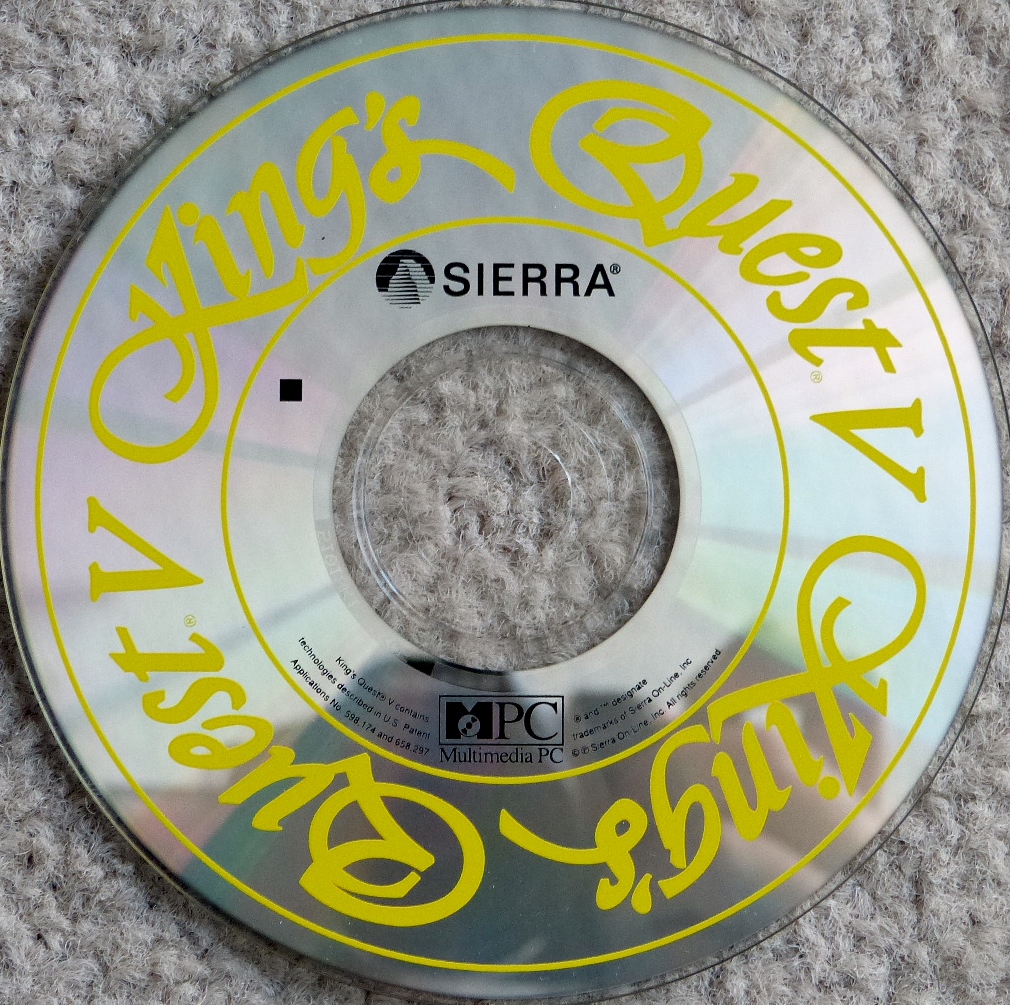 King's Quest® V
SIERRA®
King's Quest® V contains
technologies described in U.S. Patent
Applications No. 598,174 and 658,297
MPC
Multimedia PC
® and ™ designate
trademarks of Sierra On-Line, Inc.
©℗ Sierra On-Line, Inc. All rights reserved
King's Quest® V